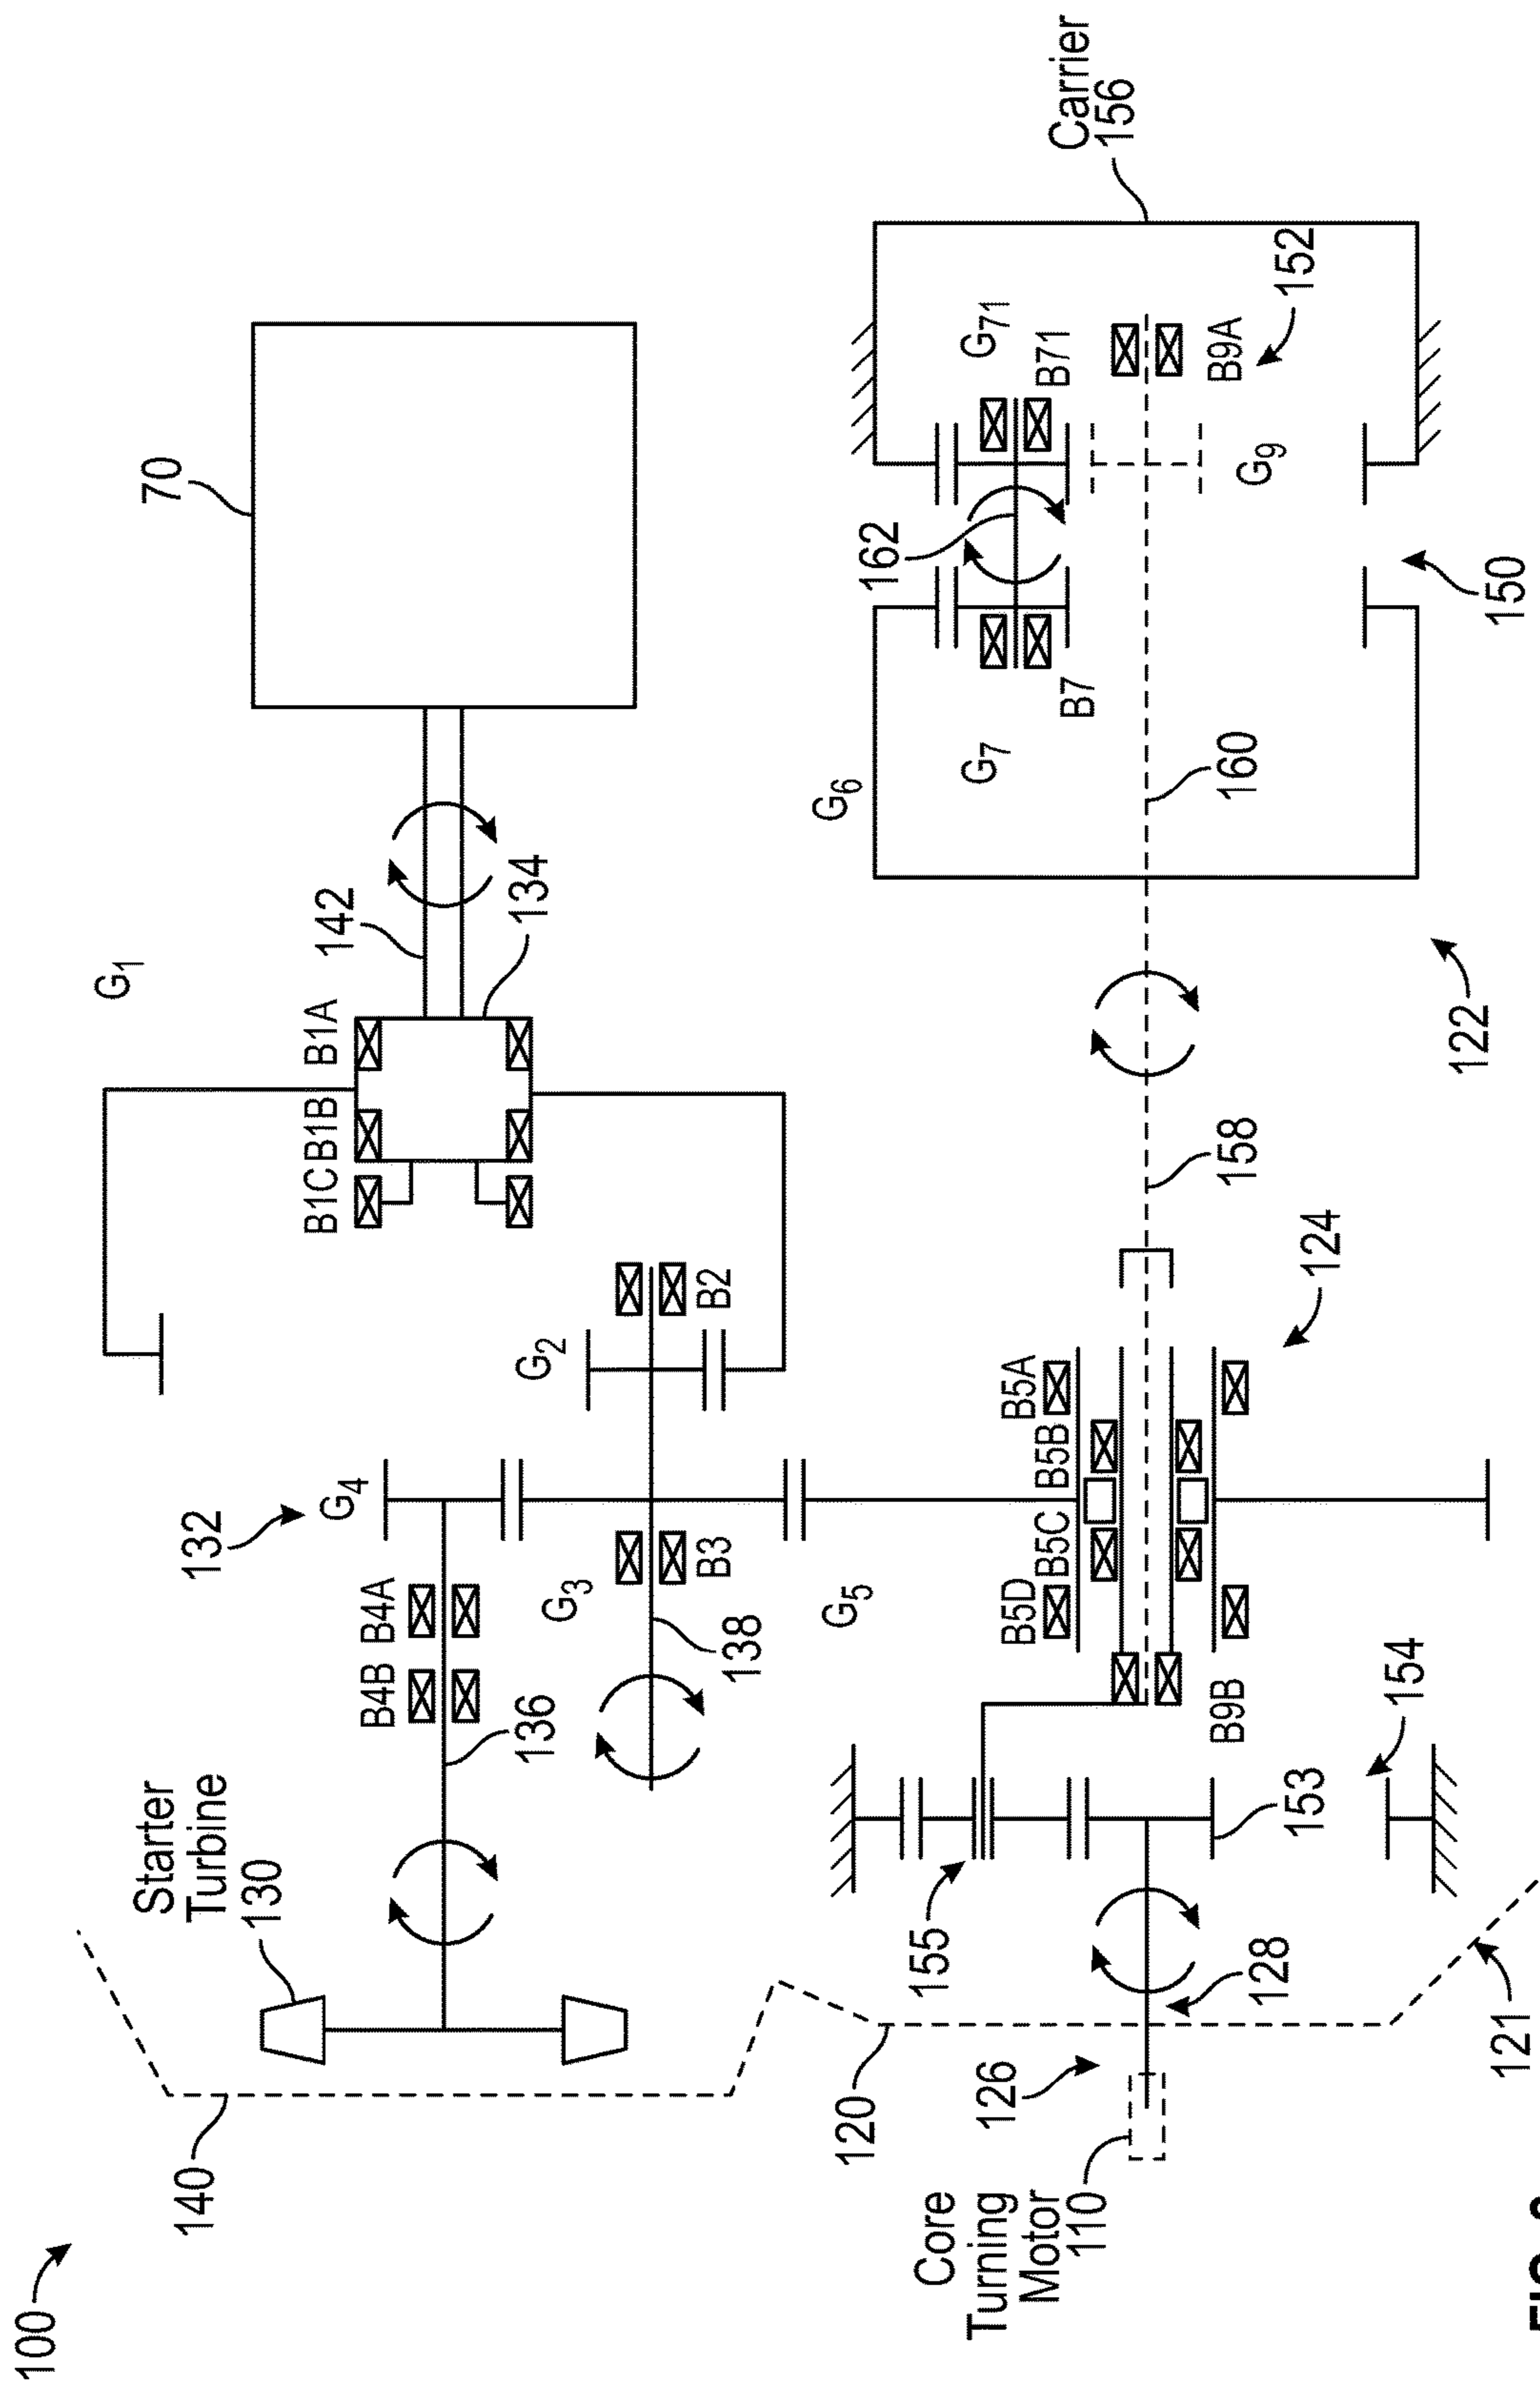 100
G1
Starter
Turbine
130
70
140
132
B1C
B1B
B1A
142
G4
B4B
B4A
136
134
G2
G3
B3
B2
138
120
G5
G6
162
155
Core
Turning
Motor
110
126
G7
G71
B5D
B5C
B5B
B5A
B7
B71
Carrier
156
B9B
158
160
B9A
128
153
124
G9
152
154
122
121
150